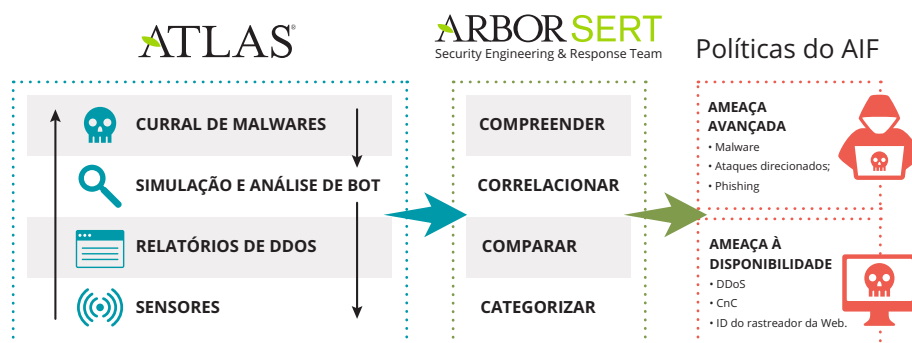 ATLAS®
CURRAL DE MALWARES
SIMULAÇÃO E ANÁLISE DE BOT
RELATÓRIOS DE DDOS
SENSORES
ARBOR SERT
Security Engineering & Response Team
COMPREENDER
CORRELACIONAR
COMPARAR
CATEGORIZAR
Políticas do AIF
AMEAÇA
AVANÇADA
• Malware
• Ataques direcionados;
• Phishing
AMEAÇA À
DISPONIBILIDADE
• DDoS
• CnC
• ID do rastreador da Web.